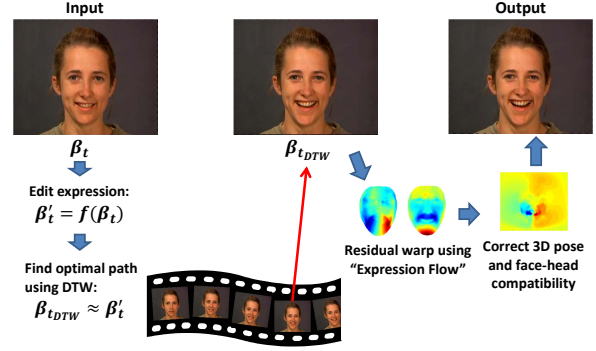 Input
Output
β_t
β_{t_{DTW}}
Edit expression:
β′_t = f(β_t)
Find optimal path
using DTW:
β_{t_{DTW}} ≈ β′_t
Residual warp using
“Expression Flow”
Correct 3D pose
and face-head
compatibility